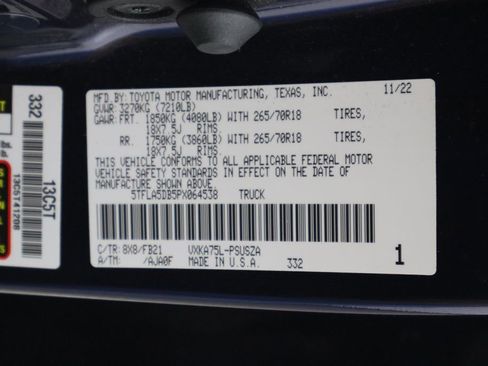 MFD. BY: TOYOTA MOTOR MANUFACTURING, TEXAS, INC. 11/22
GVWR: 3270KG (7210LB)
GAWR: FRT. 1850KG (4080LB) WITH 265/70R18 TIRES,
18X7.5J RIMS.
RR. 1750KG (3860LB) WITH 265/70R18 TIRES,
18X7.5J RIMS.
THIS VEHICLE CONFORMS TO ALL APPLICABLE FEDERAL MOTOR
VEHICLE SAFETY STANDARDS IN EFFECT ON THE DATE OF
MANUFACTURE SHOWN ABOVE.
5TFLA5DB5PX064538 TRUCK
C/TR: 8X8/FB21 VXKA75L-PSUSZA
A/TM: /AJA0F MADE IN U.S.A. 332
1
332
13C5T
13C5T41208
lbs.